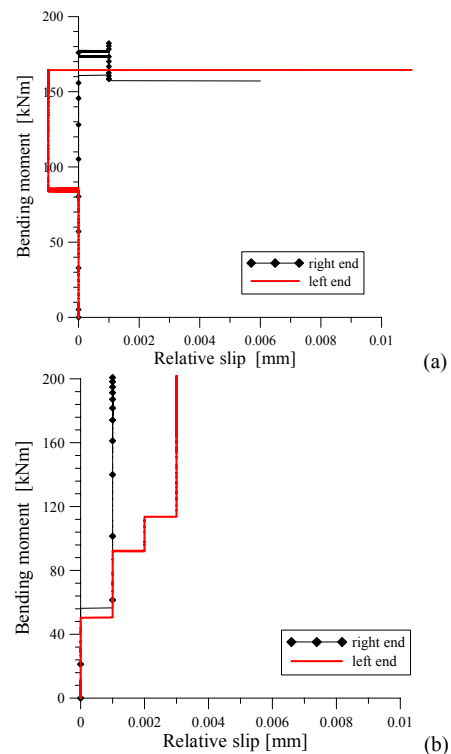 200
150
100
50
0
Bending moment [kNm]
right end
left end
0
0.002
0.004
0.006
0.008
0.01
Relative slip [mm]
(a)
200
160
120
80
40
0
Bending moment [kNm]
right end
left end
0
0.002
0.004
0.006
0.008
0.01
Relative slip [mm]
(b)